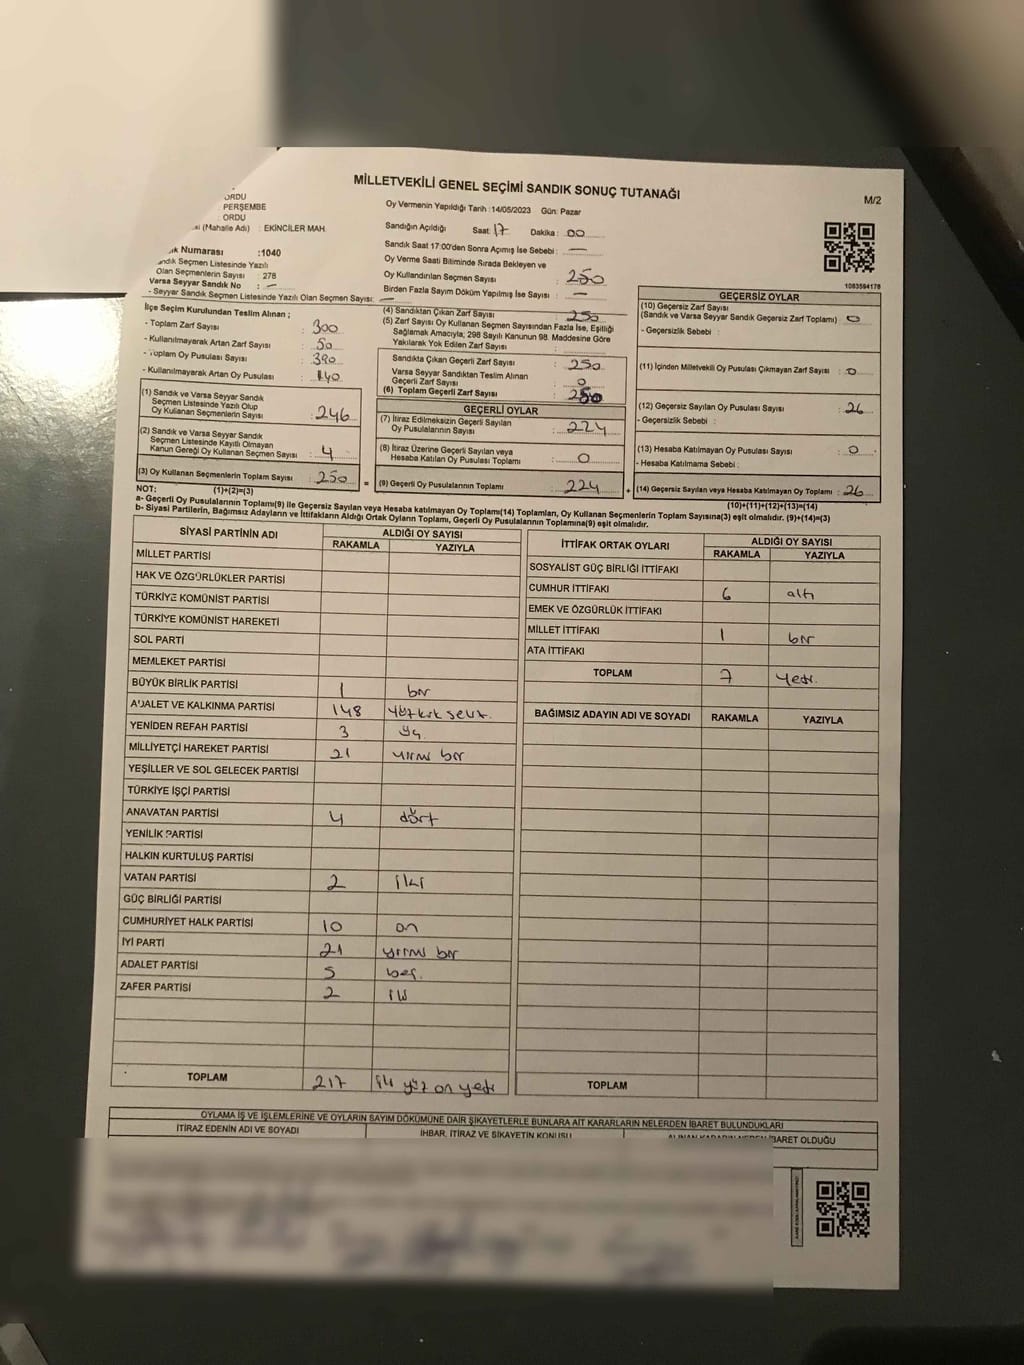 MİLLETVEKİLİ GENEL SEÇİMİ SANDIK SONUÇ TUTANAĞI
M/2
ORDU
: PERŞEMBE
: ORDU
(Mahalle Adı) : EKİNCİLER MAH.
Numarası :1040
Sandık Seçmen Listesinde Yazılı
Olan Seçmenlerin Sayısı : 278
Varsa Seyyar Sandık No : —
- Seyyar Sandık Seçmen Listesinde Yazılı Olan Seçmen Sayısı: —
İlçe Seçim Kurulundan Teslim Alınan ;
- Toplam Zarf Sayısı : 300
- Kullanılmayarak Artan Zarf Sayısı : 50
- Toplam Oy Pusulası Sayısı : 390
- Kullanılmayarak Artan Oy Pusulası : 140
(1) Sandık ve Varsa Seyyar Sandık
Seçmen Listesinde Yazılı Olup
Oy Kullanan Seçmenlerin Sayısı : 246
(2) Sandık ve Varsa Seyyar Sandık
Seçmen Listesinde Kayıtlı Olmayan
Kanun Gereği Oy Kullanan Seçmen Sayısı : 4
(3) Oy Kullanan Seçmenlerin Toplam Sayısı : 250
(1)+(2)=(3)
Oy Vermenin Yapıldığı Tarih :14/05/2023 Gün: Pazar
Sandığın Açıldığı Saat: 17 Dakika : 00
Sandık Saat 17:00'den Sonra Açımış İse Sebebi : —
Oy Verme Saati Bitiminde Sırada Bekleyen ve
Oy Kullandırılan Seçmen Sayısı : 250
Birden Fazla Sayım Döküm Yapılmış İse Sayısı : —
(4) Sandıktan Çıkan Zarf Sayısı : 250
(5) Zarf Sayısı Oy Kullanan Seçmen Sayısından Fazla İse, Eşitliği
Sağlamak Amacıyla; 298 Sayılı Kanunun 98. Maddesine Göre
Yakılarak Yok Edilen Zarf Sayısı :
Sandıkta Çıkan Geçerli Zarf Sayısı : 250
Varsa Seyyar Sandıktan Teslim Alınan
Geçerli Zarf Sayısı : 0
(6) Toplam Geçerli Zarf Sayısı : 250
GEÇERLİ OYLAR
(7) İtiraz Edilmeksizin Geçerli Sayılan
Oy Pusulalarının Sayısı : 224
(8) İtiraz Üzerine Geçerli Sayılan veya
Hesaba Katılan Oy Pusulası Toplamı : 0
= (9) Geçerli Oy Pusulalarının Toplamı : 224
1083594178
GEÇERSİZ OYLAR
(10) Geçersiz Zarf Sayısı
(Sandık ve Varsa Seyyar Sandık Geçersiz Zarf Toplamı) : 0
- Geçersizlik Sebebi :
(11) İçinden Milletvekili Oy Pusulası Çıkmayan Zarf Sayısı : 0
(12) Geçersiz Sayılan Oy Pusulası Sayısı : 26
- Geçersizlik Sebebi :
(13) Hesaba Katılmayan Oy Pusulası Sayısı : 0
- Hesaba Katılmama Sebebi :
+ (14) Geçersiz Sayılan veya Hesaba Katılmayan Oy Toplamı : 26
(10)+(11)+(12)+(13)=(14)
NOT:
a- Geçerli Oy Pusulalarının Toplamı(9) ile Geçersiz Sayılan veya Hesaba katılmayan Oy Toplamı(14) Toplamları, Oy Kullanan Seçmenlerin Toplam Sayısına(3) eşit olmalıdır. (9)+(14)=(3)
b- Siyasi Partilerin, Bağımsız Adayların ve İttifakların Aldığı Ortak Oyların Toplamı, Geçerli Oy Pusulalarının Toplamına(9) eşit olmalıdır.
SİYASİ PARTİNİN ADI ALDIĞI OY SAYISI
RAKAMLA YAZIYLA
MİLLET PARTİSİ
HAK VE ÖZGÜRLÜKLER PARTİSİ
TÜRKİYE KOMÜNİST PARTİSİ
TÜRKİYE KOMÜNİST HAREKETİ
SOL PARTİ
MEMLEKET PARTİSİ
BÜYÜK BİRLİK PARTİSİ 1 bir
ADALET VE KALKINMA PARTİSİ 148 yüzkırk sekiz.
YENİDEN REFAH PARTİSİ 3 üç
MİLLİYETÇİ HAREKET PARTİSİ 21 yirmi bir
YEŞİLLER VE SOL GELECEK PARTİSİ
TÜRKİYE İŞÇİ PARTİSİ
ANAVATAN PARTİSİ 4 dört
YENİLİK PARTİSİ
HALKIN KURTULUŞ PARTİSİ
VATAN PARTİSİ 2 iki
GÜÇ BİRLİĞİ PARTİSİ
CUMHURİYET HALK PARTİSİ 10 on
İYİ PARTİ 21 yirmi bir
ADALET PARTİSİ 5 beş.
ZAFER PARTİSİ 2 iki
TOPLAM 217 iki yüz on yedi
İTTİFAK ORTAK OYLARI ALDIĞI OY SAYISI
RAKAMLA YAZIYLA
SOSYALİST GÜÇ BİRLİĞİ İTTİFAKI
CUMHUR İTTİFAKI 6 altı
EMEK VE ÖZGÜRLÜK İTTİFAKI
MİLLET İTTİFAKI 1 bir
ATA İTTİFAKI
TOPLAM 7 yedi.
BAĞIMSIZ ADAYIN ADI VE SOYADI RAKAMLA YAZIYLA
TOPLAM
OYLAMA İŞ VE İŞLEMLERİNE VE OYLARIN SAYIM DÖKÜMÜNE DAİR ŞİKAYETLERLE BUNLARA AİT KARARLARIN NELERDEN İBARET BULUNDUKLARI
İTİRAZ EDENİN ADI VE SOYADI
İHBAR, İTİRAZ VE ŞİKAYETİN KONUSU
İBARET OLDUĞU